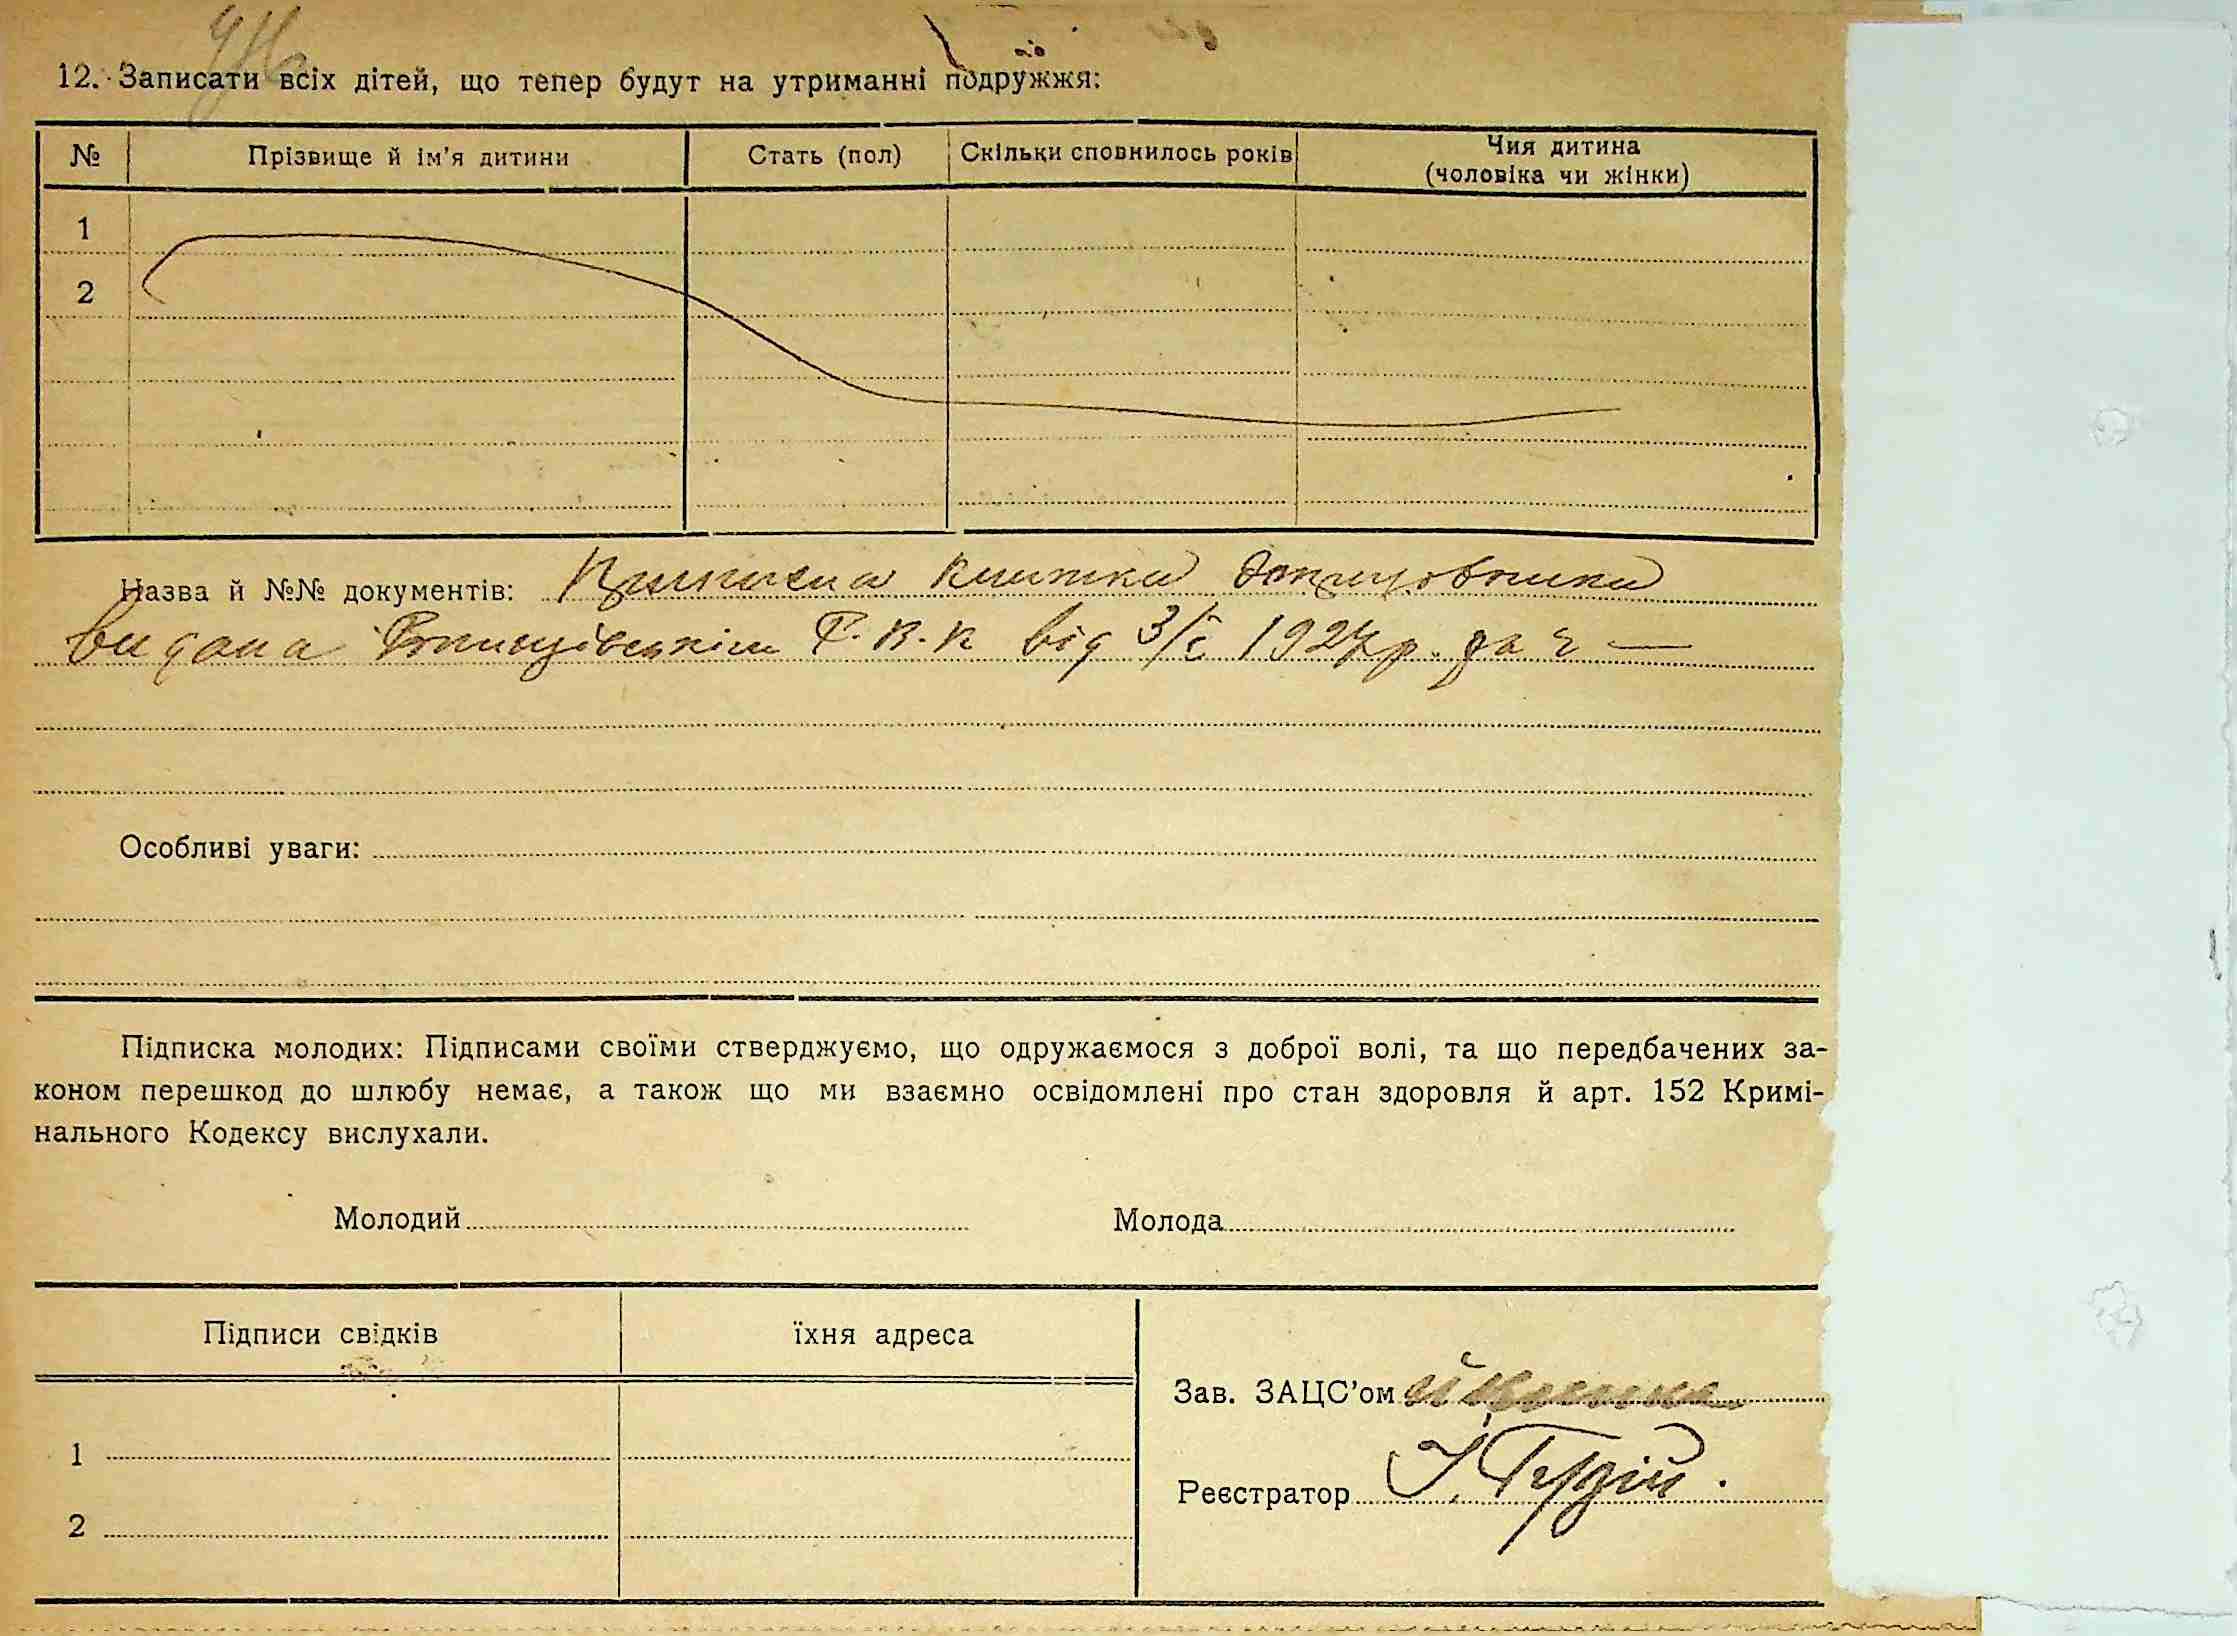 12. Записати всіх дітей, що тепер будут на утриманні подружжя:
№ Прізвище й ім'я дитини Стать (пол) Скільки сповнилось років Чия дитина
(чоловіка чи жінки)
1
2
Назва й №№ документів: книжка допризовника
видана Р.В.К від 3/ 1927р. за ч —
Особливі уваги:
Підписка молодих: Підписами своїми стверджуємо, що одружаємося з доброї волі, та що передбачених за-
коном перешкод до шлюбу немає, а також що ми взаємно освідомлені про стан здоровля й арт. 152 Кримі-
нального Кодексу вислухали.
Молодий Молода
Підписи свідків їхня адреса
Зав. ЗАЦС'ом
1
Реєстратор
2